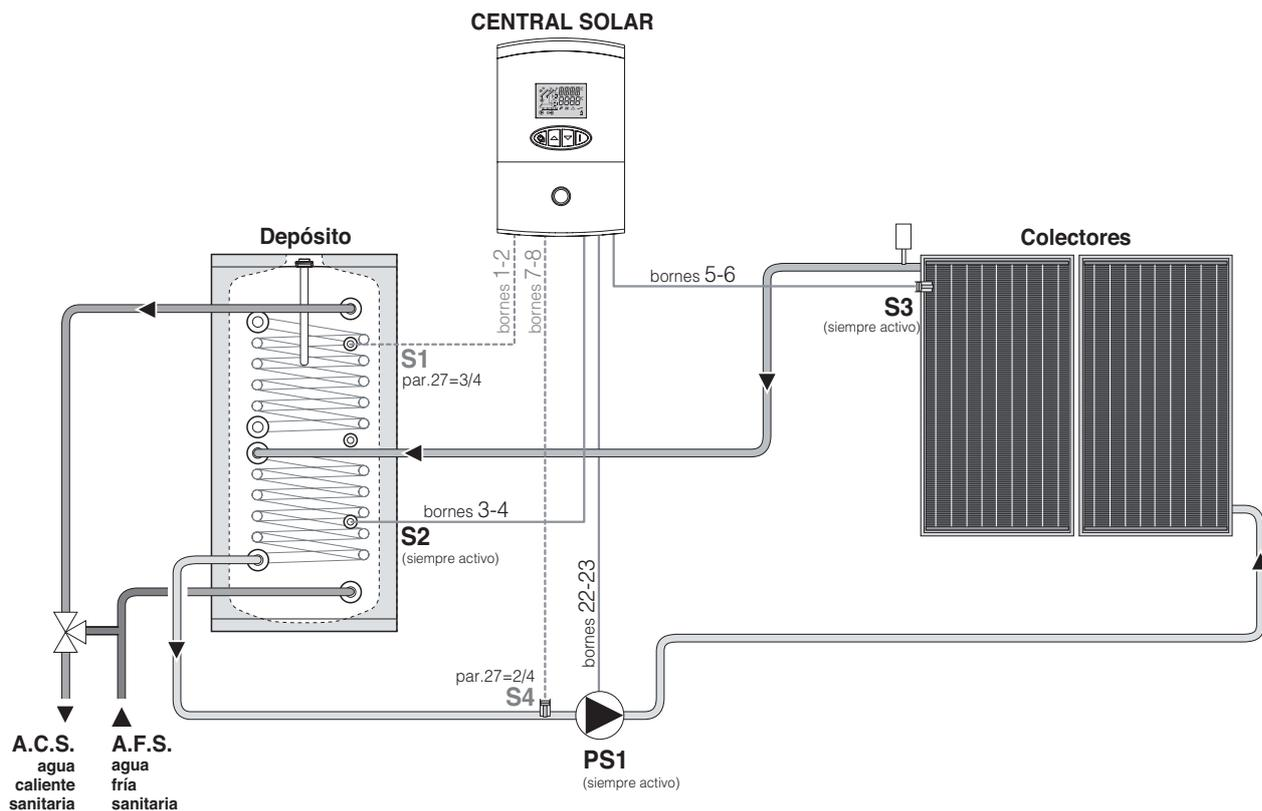 CENTRAL SOLAR
Depósito
Colectores
bornes 1-2
bornes 7-8
bornes 5-6
S3
(siempre activo)
S1
par.27=3/4
bornes 3-4
S2
(siempre activo)
bornes 22-23
par.27=2/4
S4
PS1
(siempre activo)
A.C.S.
agua
caliente
sanitaria
A.F.S.
agua
fría
sanitaria